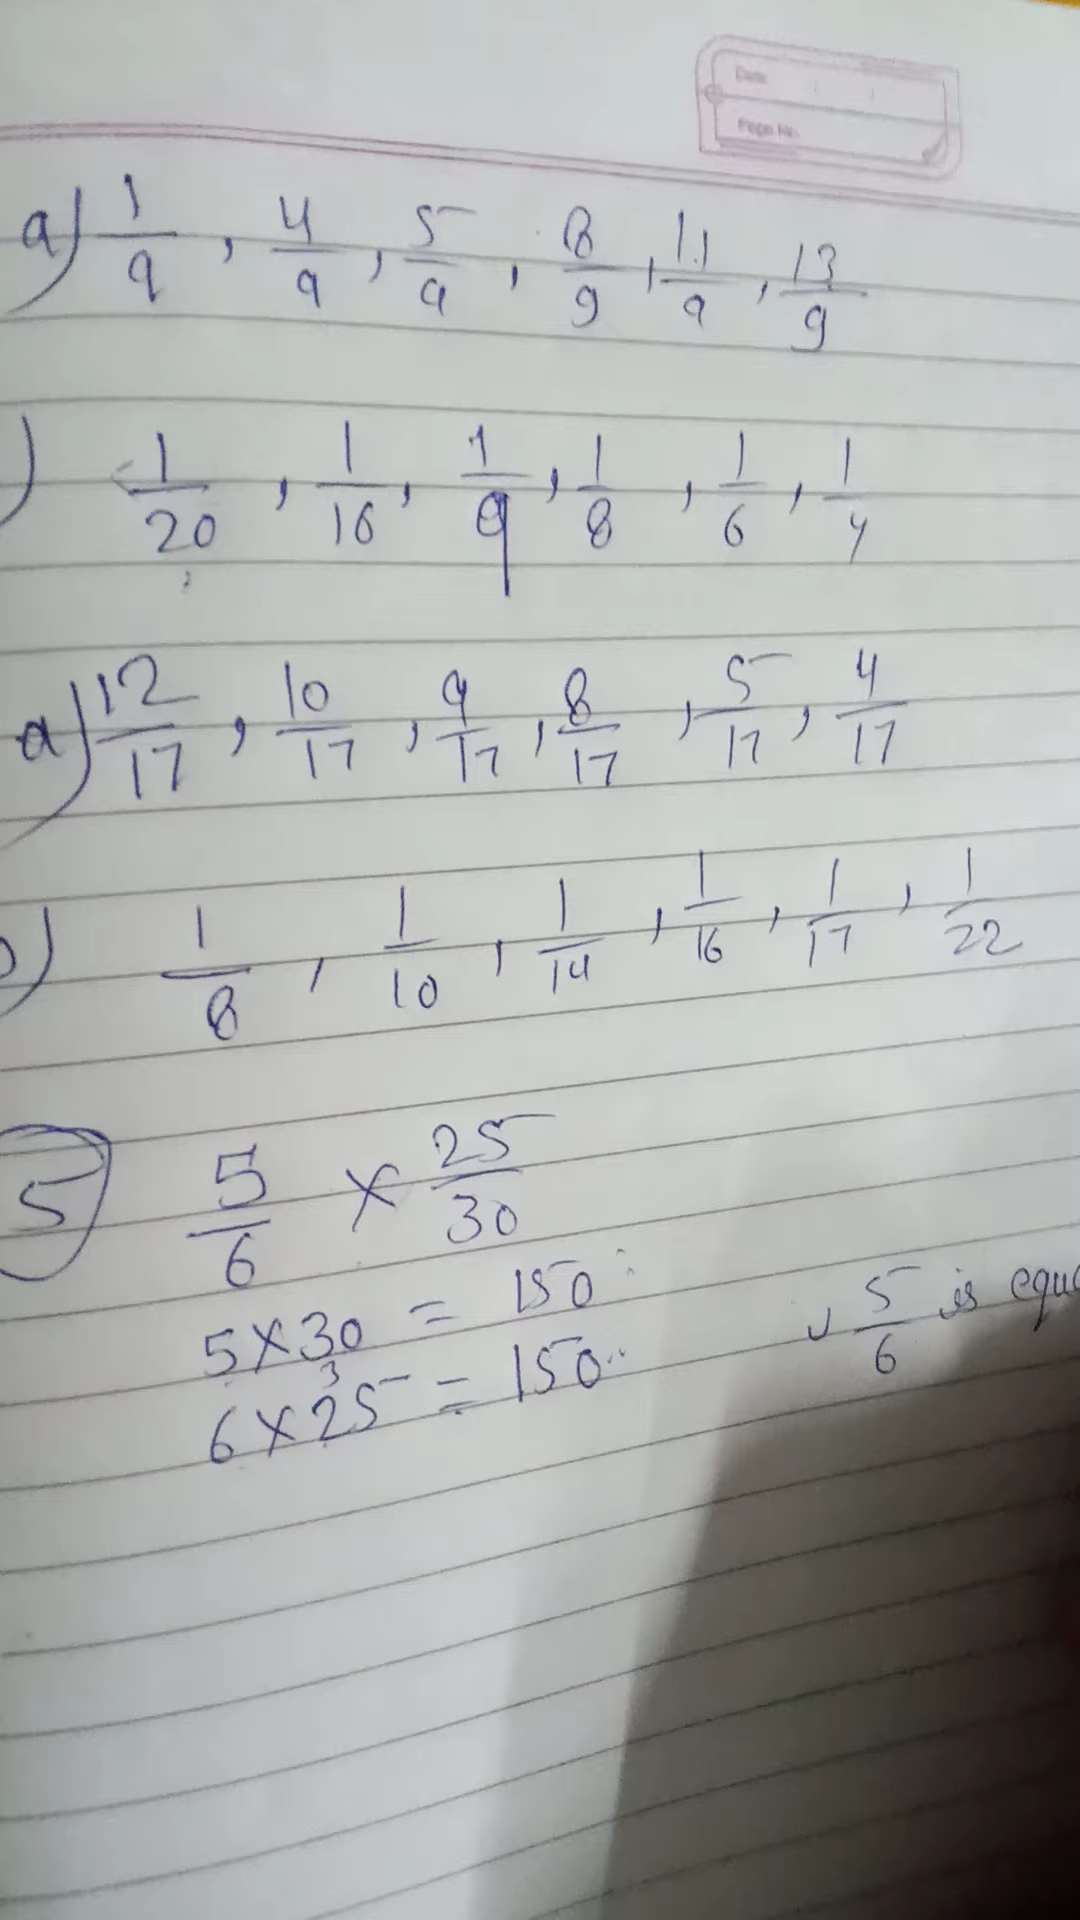 Date
Page No.
a) 1/9, 4/9, 5/9, 8/9, 11/9, 13/9
) 1/20, 1/16, 1/9, 1/8, 1/6, 1/4
a) 12/17, 10/17, 9/17, 8/17, 5/17, 4/17
) 1/8, 1/10, 1/14, 1/16, 1/17, 1/22
5) 5/6 × 25/30
5×30 = 150
6×25 = 150
5/6 is